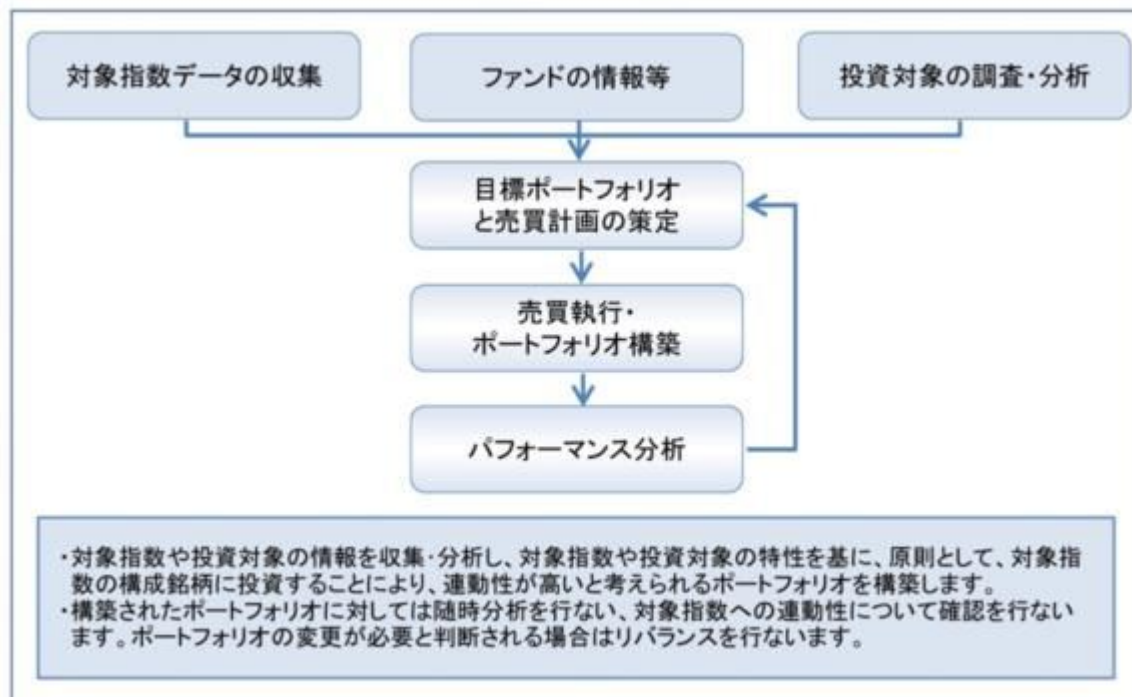 対象指数データの収集
ファンドの情報等
投資対象の調査・分析
目標ポートフォリオ
と売買計画の策定
売買執行・
ポートフォリオ構築
パフォーマンス分析
・対象指数や投資対象の情報を収集・分析し、対象指数や投資対象の特性を基に、原則として、対象指
数の構成銘柄に投資することにより、連動性が高いと考えられるポートフォリオを構築します。
・構築されたポートフォリオに対しては随時分析を行ない、対象指数への連動性について確認を行ない
ます。ポートフォリオの変更が必要と判断される場合はリバランスを行ないます。